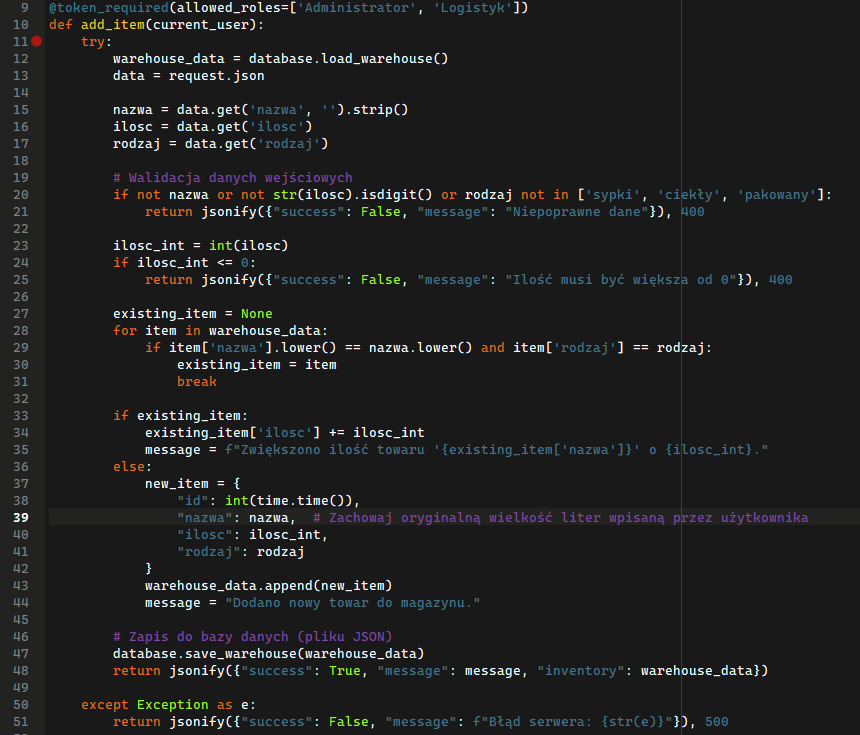 9 @token_required(allowed_roles=['Administrator', 'Logistyk'])
10 def add_item(current_user):
11 try:
12 warehouse_data = database.load_warehouse()
13 data = request.json
14
15 nazwa = data.get('nazwa', '').strip()
16 ilosc = data.get('ilosc')
17 rodzaj = data.get('rodzaj')
18
19 # Walidacja danych wejściowych
20 if not nazwa or not str(ilosc).isdigit() or rodzaj not in ['sypki', 'ciekły', 'pakowany']:
21 return jsonify({"success": False, "message": "Niepoprawne dane"}), 400
22
23 ilosc_int = int(ilosc)
24 if ilosc_int <= 0:
25 return jsonify({"success": False, "message": "Ilość musi być większa od 0"}), 400
26
27 existing_item = None
28 for item in warehouse_data:
29 if item['nazwa'].lower() == nazwa.lower() and item['rodzaj'] == rodzaj:
30 existing_item = item
31 break
32
33 if existing_item:
34 existing_item['ilosc'] += ilosc_int
35 message = f"Zwiększono ilość towaru '{existing_item['nazwa']}' o {ilosc_int}."
36 else:
37 new_item = {
38 "id": int(time.time()),
39 "nazwa": nazwa,  # Zachowaj oryginalną wielkość liter wpisaną przez użytkownika
40 "ilosc": ilosc_int,
41 "rodzaj": rodzaj
42 }
43 warehouse_data.append(new_item)
44 message = "Dodano nowy towar do magazynu."
45
46 # Zapis do bazy danych (pliku JSON)
47 database.save_warehouse(warehouse_data)
48 return jsonify({"success": True, "message": message, "inventory": warehouse_data})
49
50 except Exception as e:
51 return jsonify({"success": False, "message": f"Błąd serwera: {str(e)}"}), 500